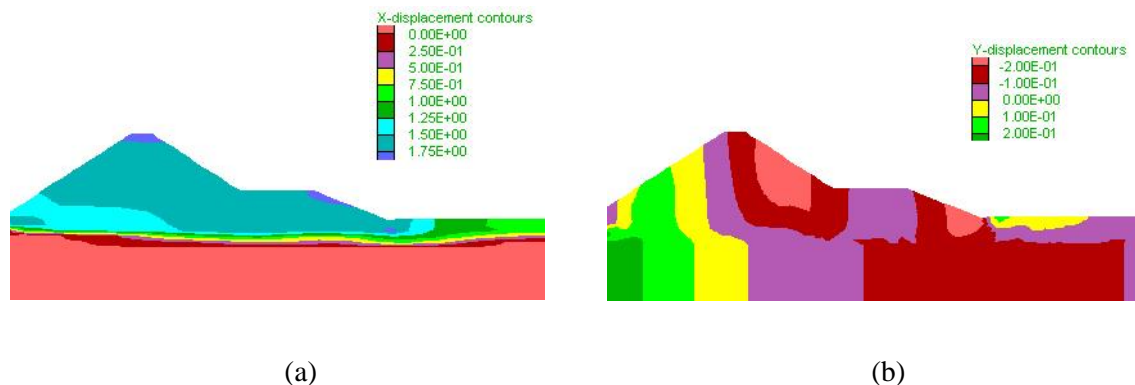 X-displacement contours
0.00E+00
2.50E-01
5.00E-01
7.50E-01
1.00E+00
1.25E+00
1.50E+00
1.75E+00
Y-displacement contours
-2.00E-01
-1.00E-01
0.00E+00
1.00E-01
2.00E-01
(a)
(b)